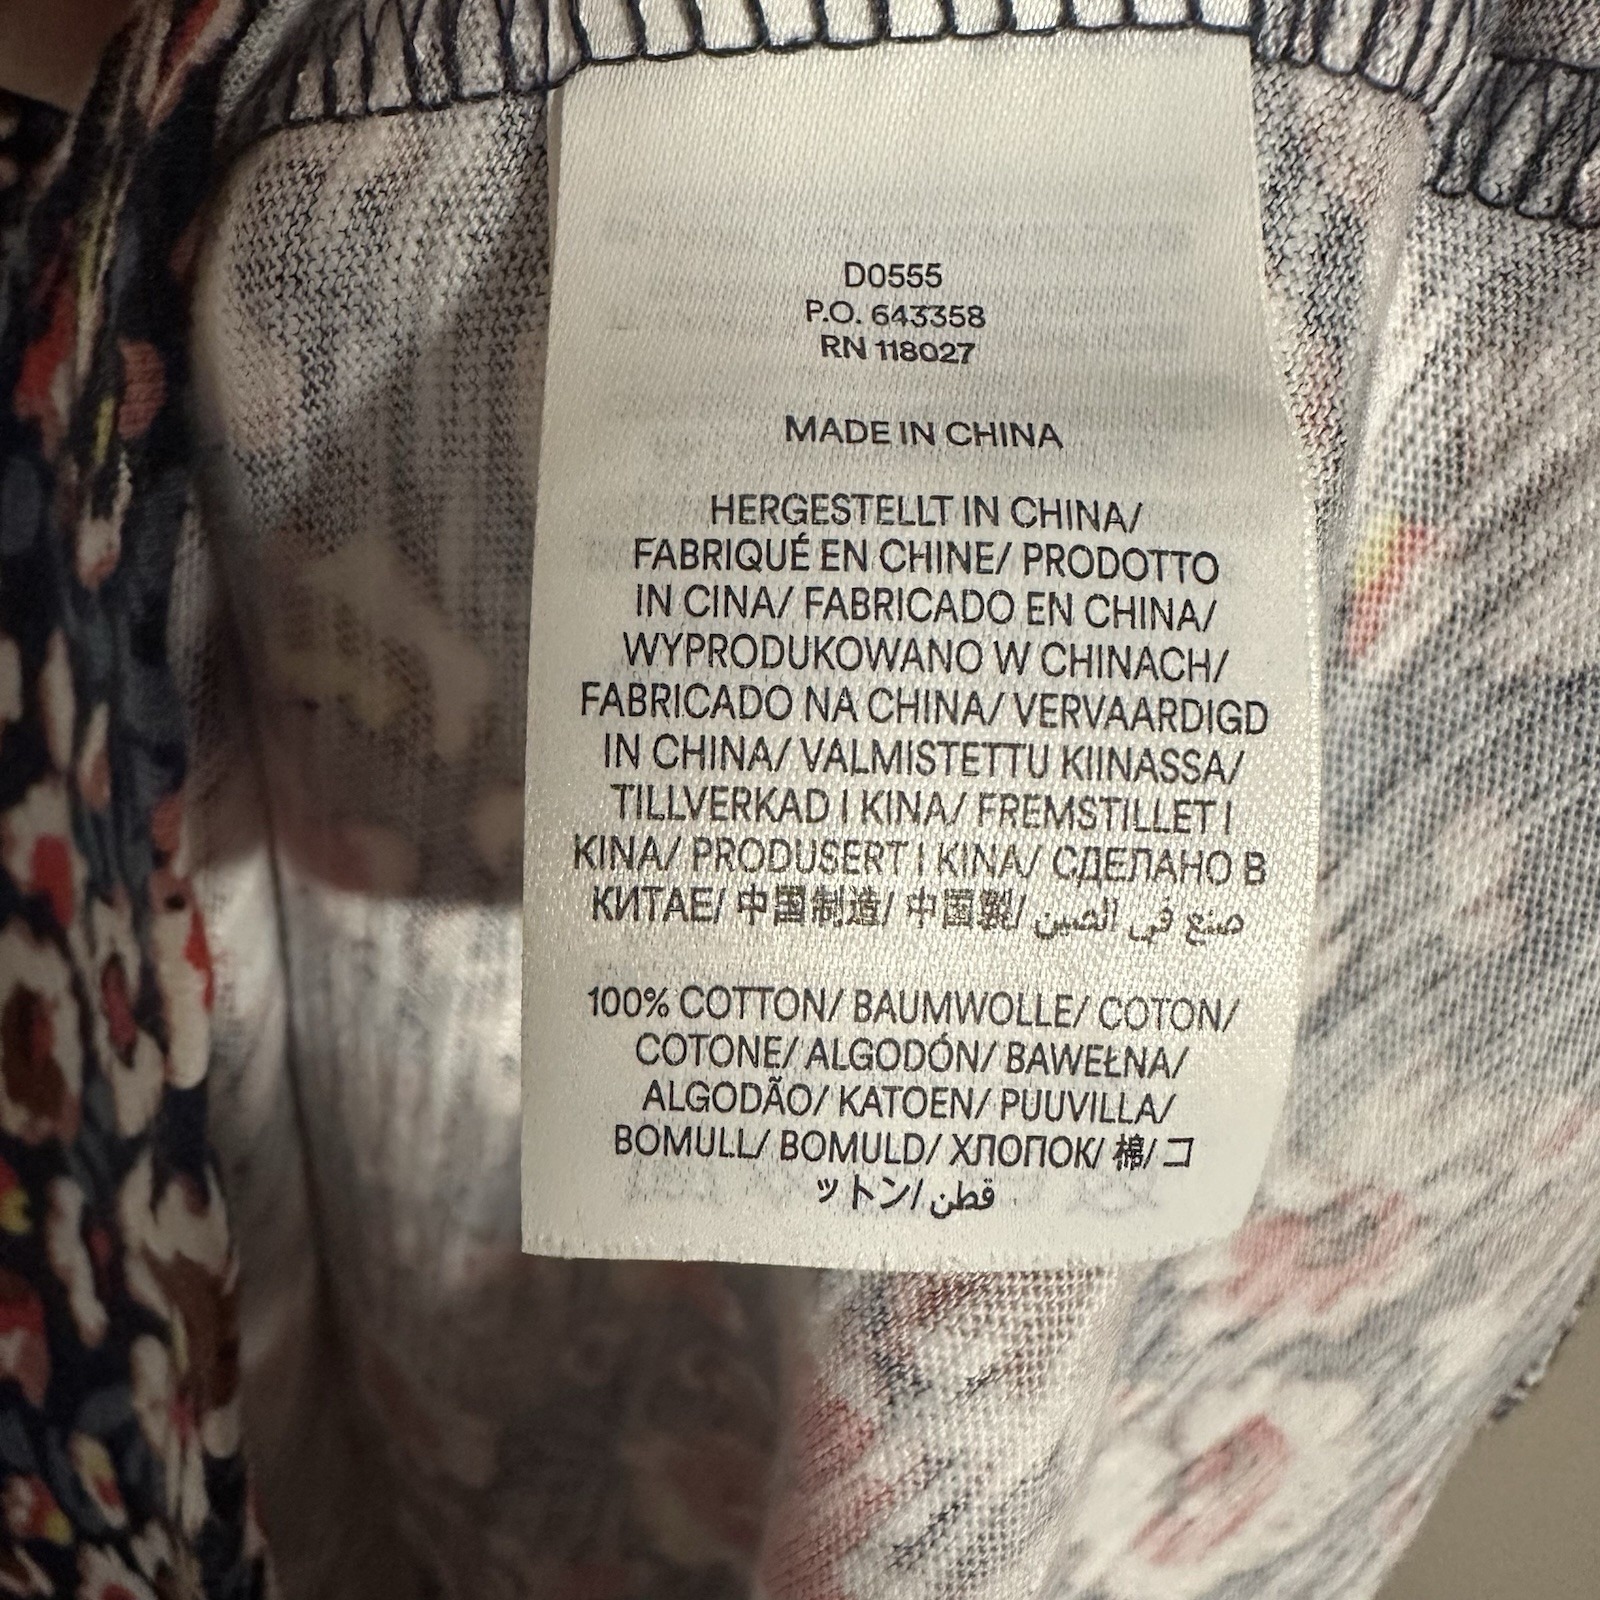 D0555
P.O. 643358
RN 118027
MADE IN CHINA
HERGESTELLT IN CHINA/
FABRIQUÉ EN CHINE/ PRODOTTO
IN CINA/ FABRICADO EN CHINA/
WYPRODUKOWANO W CHINACH/
FABRICADO NA CHINA/ VERVAARDIGD
IN CHINA/ VALMISTETTU KIINASSA/
TILLVERKAD I KINA/ FREMSTILLET I
KINA/ PRODUSERT I KINA/ СДЕЛАНО В
КИТАЕ/ 中国制造/ 中国製/ صنع في الصين
100% COTTON/ BAUMWOLLE/ COTON/
COTONE/ ALGODÓN/ BAWEŁNA/
ALGODÃO/ KATOEN/ PUUVILLA/
BOMULL/ BOMULD/ ХЛОПОК/ 棉/ コ
ットン/ قطن